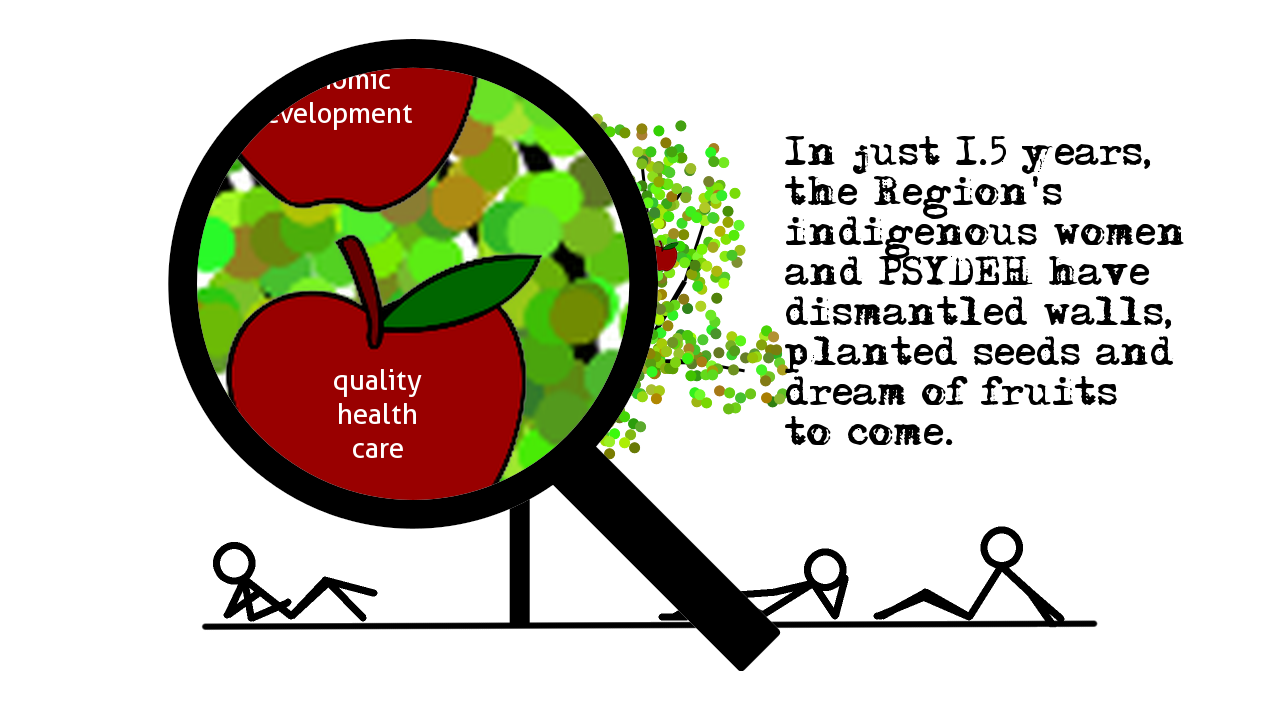 omic
evelopment
quality
health
care
In just 1.5 years,
the Region's
indigenous women
and PSYDEH have
dismantled walls,
planted seeds and
dream of fruits
to come.